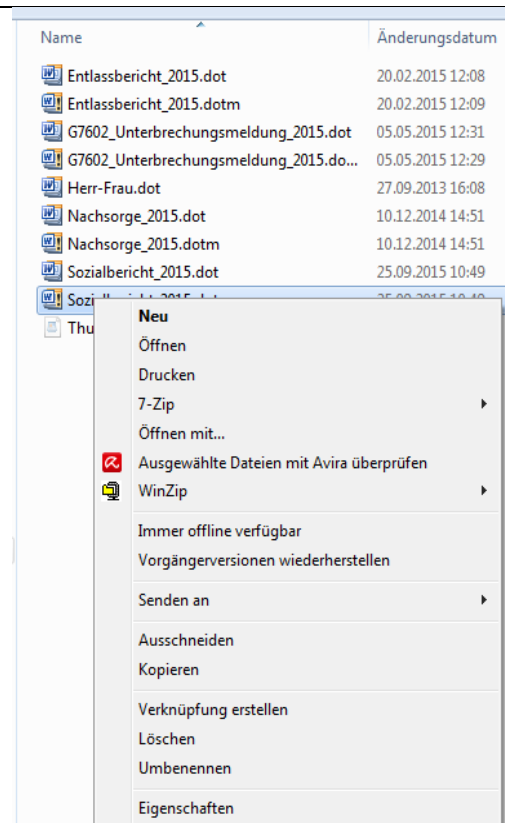 Name Änderungsdatum
Entlassbericht_2015.dot 20.02.2015 12:08
Entlassbericht_2015.dotm 20.02.2015 12:09
G7602_Unterbrechungsmeldung_2015.dot 05.05.2015 12:31
G7602_Unterbrechungsmeldung_2015.do... 05.05.2015 12:29
Herr-Frau.dot 27.09.2013 16:08
Nachsorge_2015.dot 10.12.2014 14:51
Nachsorge_2015.dotm 10.12.2014 14:51
Sozialbericht_2015.dot 25.09.2015 10:49
Sozi
Thu
Neu
Öffnen
Drucken
7-Zip
Öffnen mit...
Ausgewählte Dateien mit Avira überprüfen
WinZip
Immer offline verfügbar
Vorgängerversionen wiederherstellen
Senden an
Ausschneiden
Kopieren
Verknüpfung erstellen
Löschen
Umbenennen
Eigenschaften